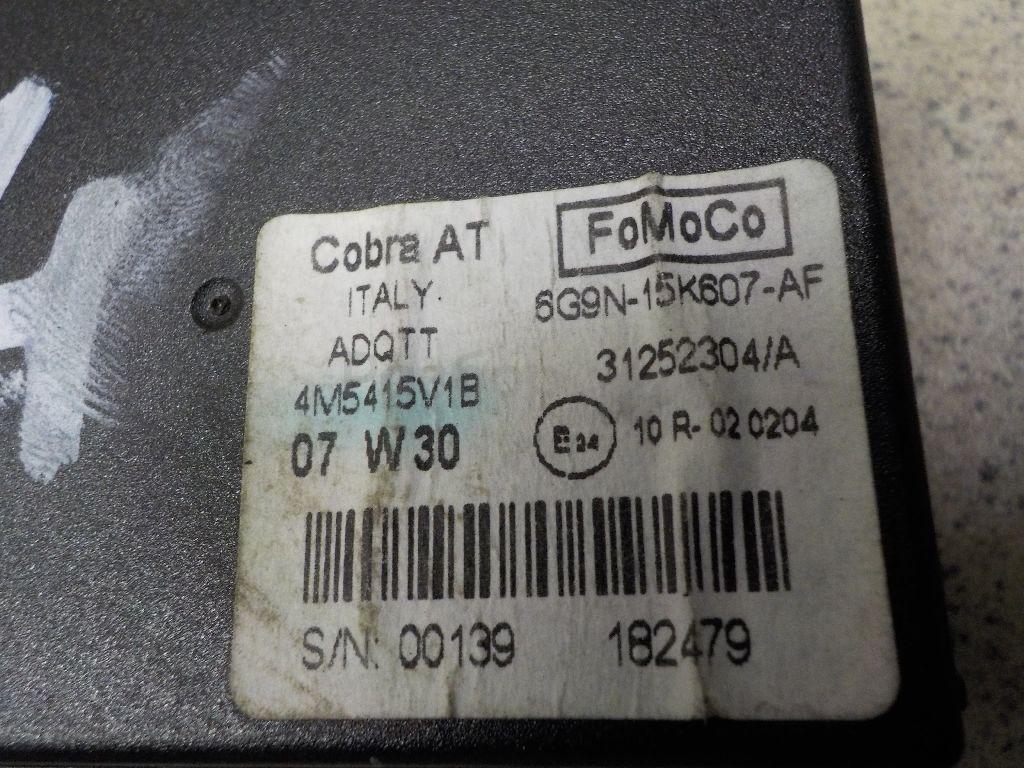 Cobra AT
FoMoCo
ITALY
6G9N-15K607-AF
ADQTT
31252304/A
4M5415V1B
07 W30
E24 10 R- 02 0204
S/N: 00139 182479